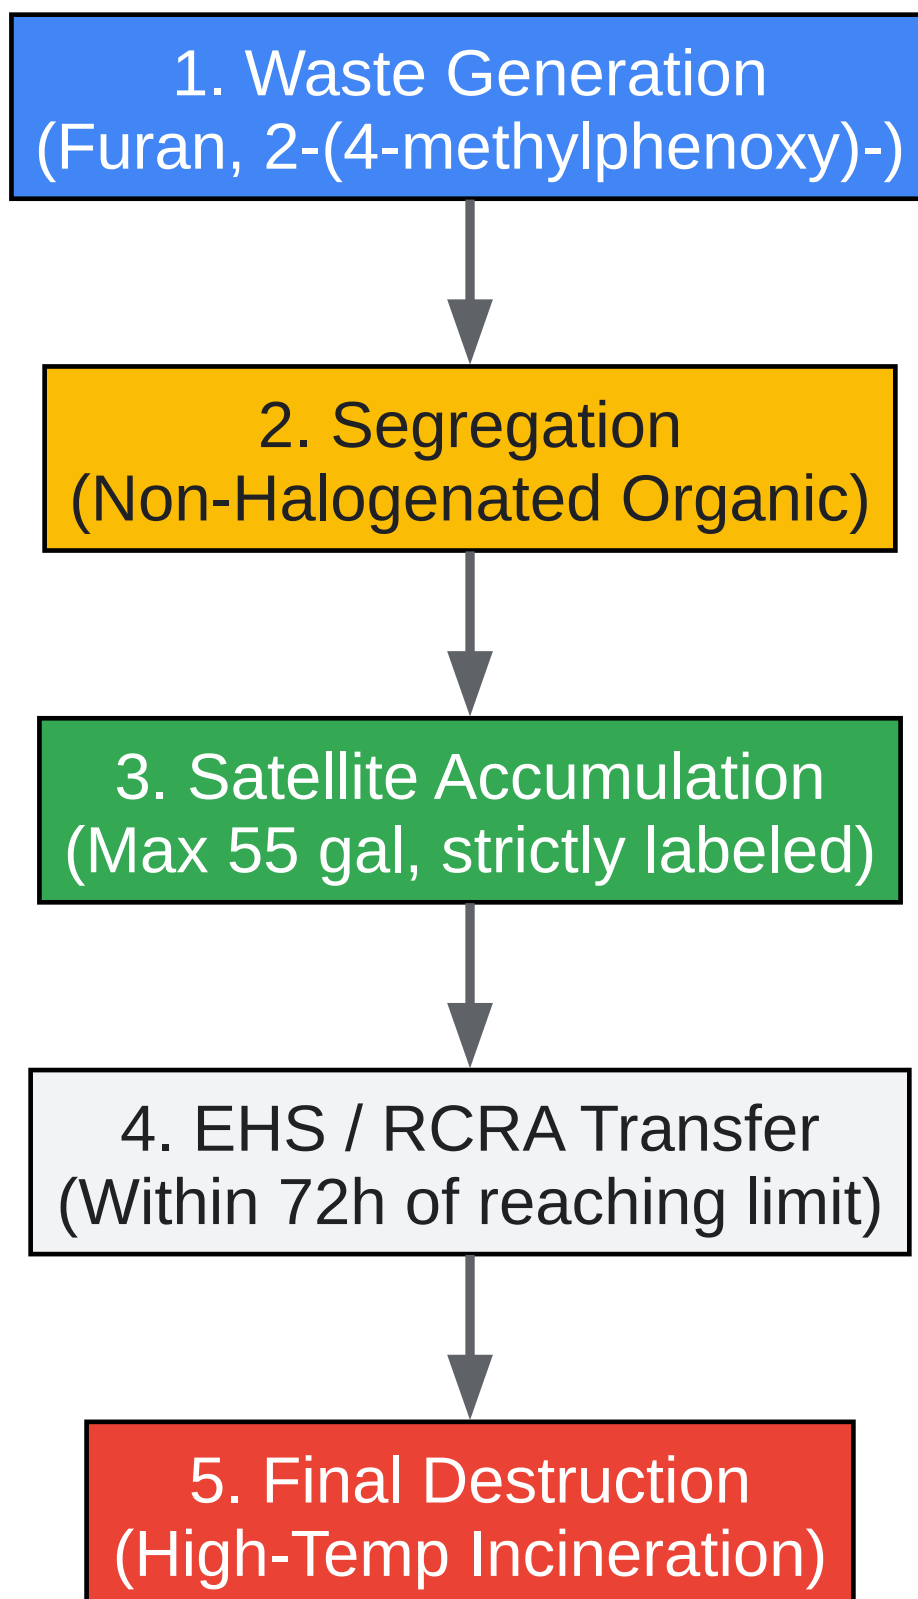 1. Waste Generation
(Furan, 2-(4-methylphenoxy)-)
2. Segregation
(Non-Halogenated Organic)
3. Satellite Accumulation
(Max 55 gal, strictly labeled)
4. EHS / RCRA Transfer
(Within 72h of reaching limit)
5. Final Destruction
(High-Temp Incineration)